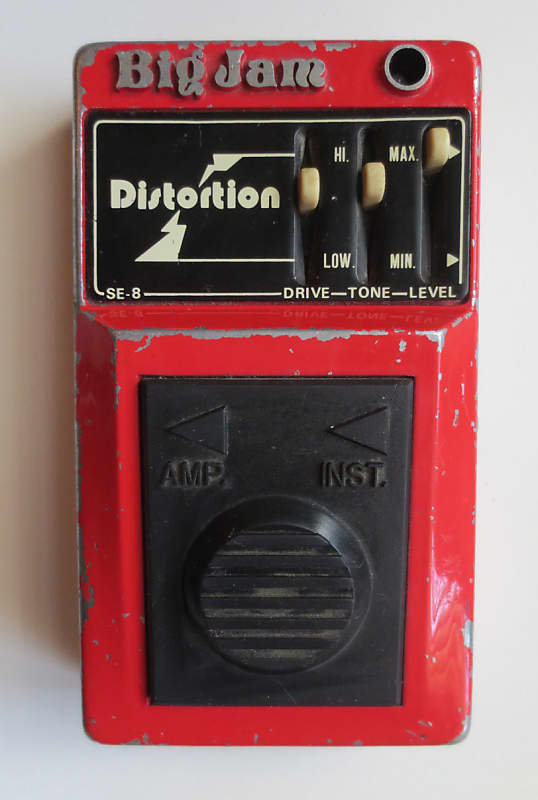 Big Jam
HI. MAX.
Distortion
LOW. MIN.
SE-8 DRIVE—TONE—LEVEL
AMP. INST.